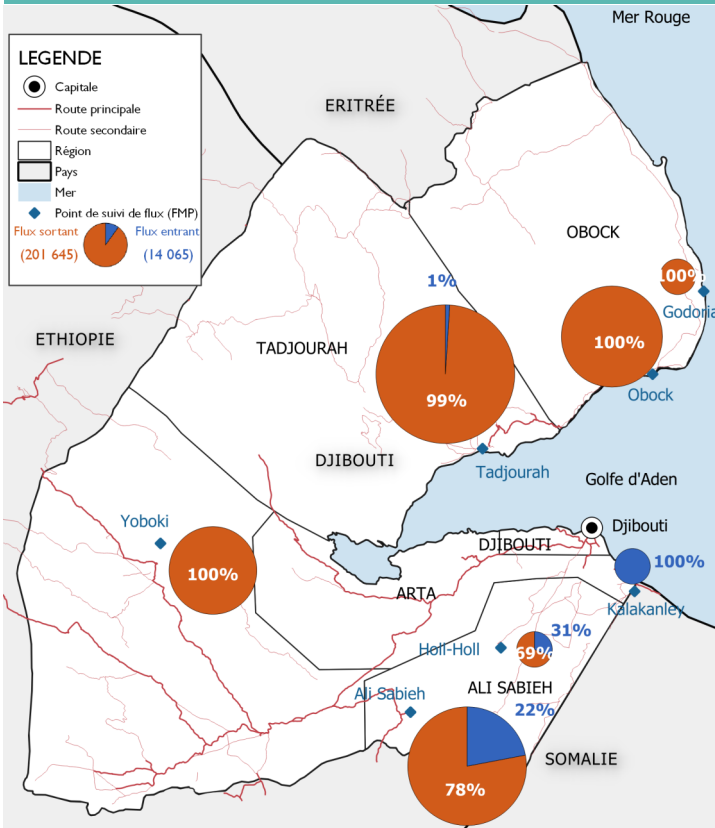 Mer Rouge
LEGENDE
Capitale
Route principale
Route secondaire
Région
Pays
Mer
Point de suivi de flux (FMP)
Flux sortant
(201 645)
Flux entrant
(14 065)
ERITRÉE
OBOCK
100%
Godoria
1%
ETHIOPIE
TADJOURAH
100%
99%
Obock
DJIBOUTI
Tadjourah
Golfe d'Aden
Yoboki
Djibouti
DJIBOUTI
100%
100%
ARTA
Kalakanley
31%
Holl-Holl
69%
ALI SABIEH
Ali Sabieh
22%
SOMALIE
78%